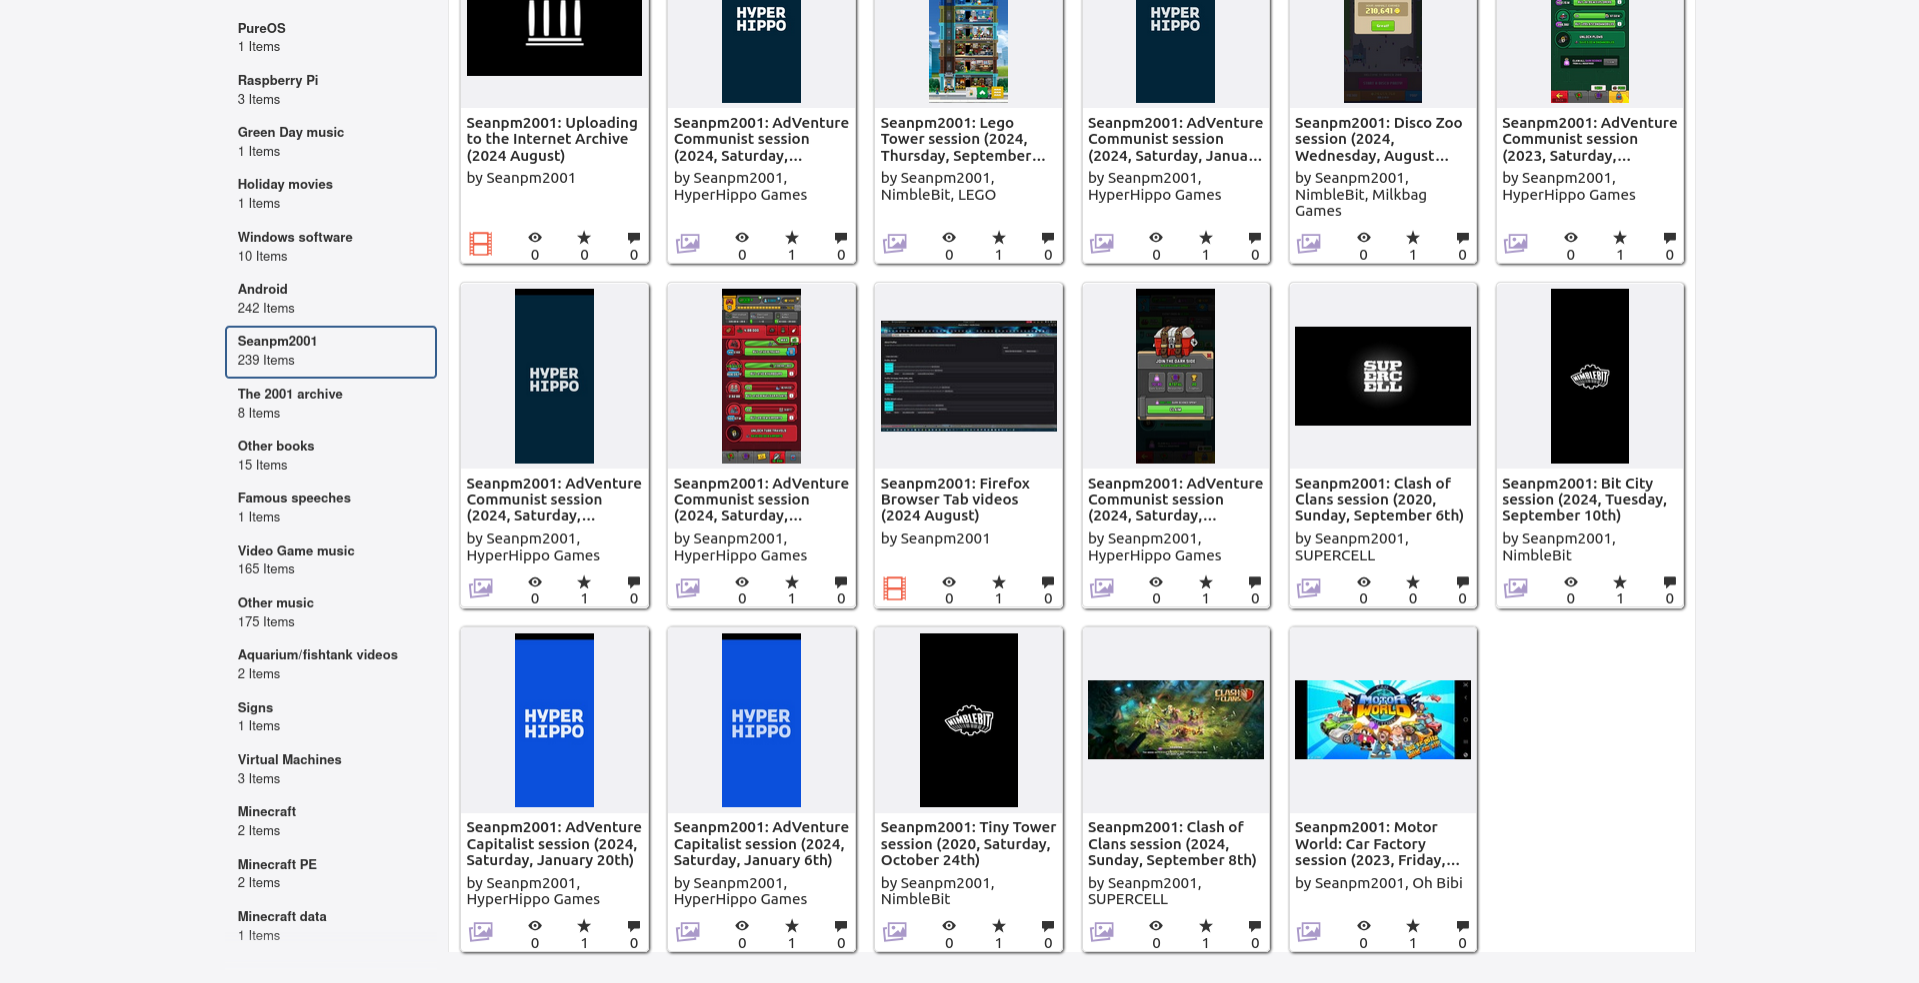 PureOS
1 Items
Raspberry Pi
3 Items
Green Day music
1 Items
Holiday movies
1 Items
Windows software
10 Items
Android
242 Items
Seanpm2001
239 Items
The 2001 archive
8 Items
Other books
15 Items
Famous speeches
1 Items
Video Game music
165 Items
Other music
175 Items
Aquarium/fishtank videos
2 Items
Signs
1 Items
Virtual Machines
3 Items
Minecraft
2 Items
Minecraft PE
2 Items
Minecraft data
1 Items
Seanpm2001: Uploading
to the Internet Archive
(2024 August)
by Seanpm2001
0
0
0
HYPER
HIPPO
Seanpm2001: AdVenture
Communist session
(2024, Saturday,...
by Seanpm2001,
HyperHippo Games
0
1
0
Seanpm2001: Lego
Tower session (2024,
Thursday, September...
by Seanpm2001,
NimbleBit, LEGO
0
1
0
HYPER
HIPPO
Seanpm2001: AdVenture
Communist session
(2024, Saturday, Janua...
by Seanpm2001,
HyperHippo Games
0
1
0
210,641
Seanpm2001: Disco Zoo
session (2024,
Wednesday, August...
by Seanpm2001,
NimbleBit, Milkbag
Games
0
1
0
Seanpm2001: AdVenture
Communist session
(2023, Saturday,...
by Seanpm2001,
HyperHippo Games
0
1
0
HYPER
HIPPO
Seanpm2001: AdVenture
Communist session
(2024, Saturday,...
by Seanpm2001,
HyperHippo Games
0
1
0
Seanpm2001: AdVenture
Communist session
(2024, Saturday,...
by Seanpm2001,
HyperHippo Games
0
1
0
Seanpm2001: Firefox
Browser Tab videos
(2024 August)
by Seanpm2001
0
1
0
JOIN THE DARK SIDE
CLAIM
Seanpm2001: AdVenture
Communist session
(2024, Saturday,...
by Seanpm2001,
HyperHippo Games
0
1
0
SUP
ERC
ELL
Seanpm2001: Clash of
Clans session (2020,
Sunday, September 6th)
by Seanpm2001,
SUPERCELL
0
0
0
NIMBLEBIT
Seanpm2001: Bit City
session (2024, Tuesday,
September 10th)
by Seanpm2001,
NimbleBit
0
1
0
HYPER
HIPPO
Seanpm2001: AdVenture
Capitalist session (2024,
Saturday, January 20th)
by Seanpm2001,
HyperHippo Games
0
1
0
HYPER
HIPPO
Seanpm2001: AdVenture
Capitalist session (2024,
Saturday, January 6th)
by Seanpm2001,
HyperHippo Games
0
1
0
NIMBLEBIT
Seanpm2001: Tiny Tower
session (2020, Saturday,
October 24th)
by Seanpm2001,
NimbleBit
0
1
0
CLASH
OF CLANS
Seanpm2001: Clash of
Clans session (2024,
Sunday, September 8th)
by Seanpm2001,
SUPERCELL
0
1
0
MOTOR
WORLD
Seanpm2001: Motor
World: Car Factory
session (2023, Friday,...
by Seanpm2001, Oh Bibi
0
1
0